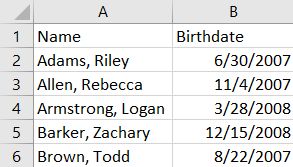 A B
1 Name Birthdate
2 Adams, Riley 6/30/2007
3 Allen, Rebecca 11/4/2007
4 Armstrong, Logan 3/28/2008
5 Barker, Zachary 12/15/2008
6 Brown, Todd 8/22/2007